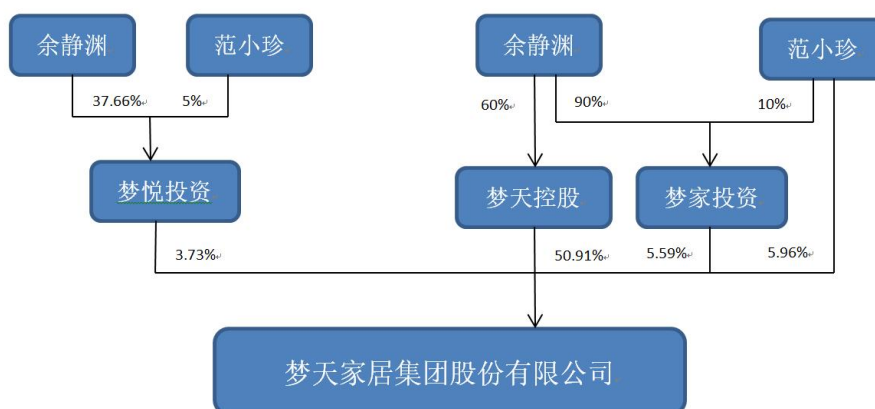 余静渊
范小珍
余静渊
范小珍
37.66%
5%
60%
90%
10%
梦悦投资
梦天控股
梦家投资
3.73%
50.91%
5.59%
5.96%
梦天家居集团股份有限公司